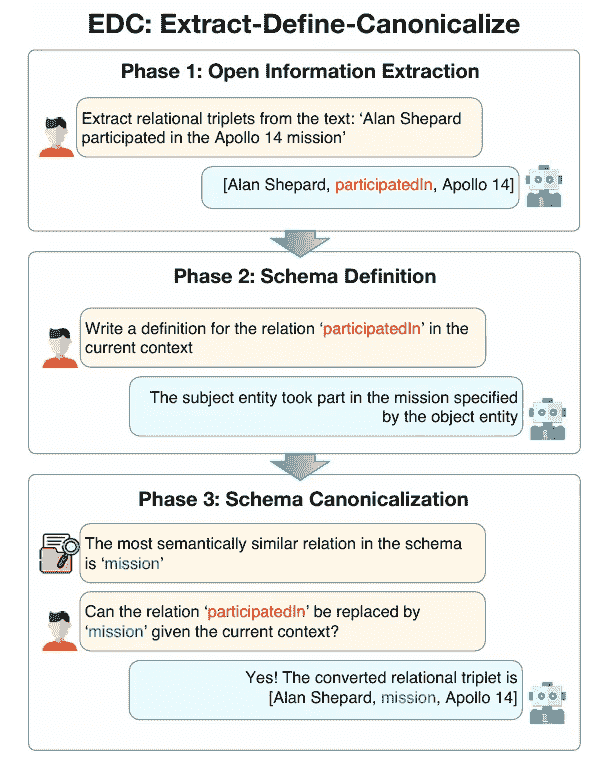 EDC: Extract-Define-Canonicalize
Phase 1: Open Information Extraction
Extract relational triplets from the text: ‘Alan Shepard
participated in the Apollo 14 mission’
[Alan Shepard, participatedIn, Apollo 14]
Phase 2: Schema Definition
Write a definition for the relation ‘participatedIn’ in the
current context
The subject entity took part in the mission specified
by the object entity
Phase 3: Schema Canonicalization
The most semantically similar relation in the schema
is ‘mission’
Can the relation ‘participatedIn’ be replaced by
‘mission’ given the current context?
Yes! The converted relational triplet is
[Alan Shepard, mission, Apollo 14]